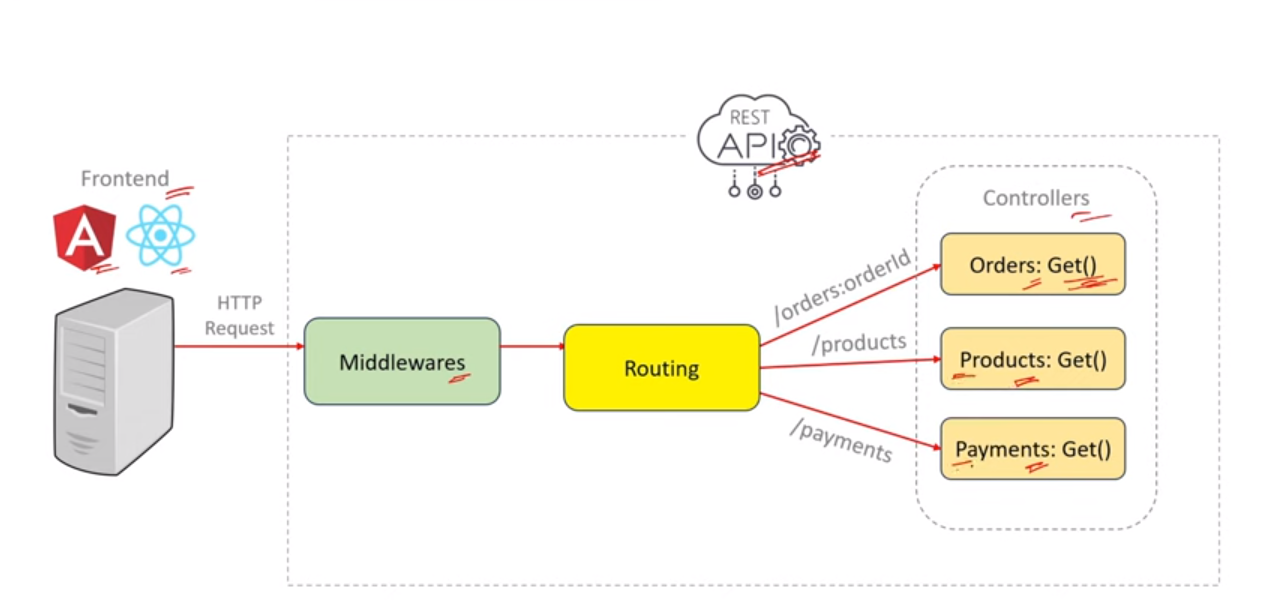 REST
API
Frontend
A
Controllers
HTTP
Request
Middlewares
Routing
/orders:orderId
/products
/payments
Orders: Get()
Products: Get()
Payments: Get()